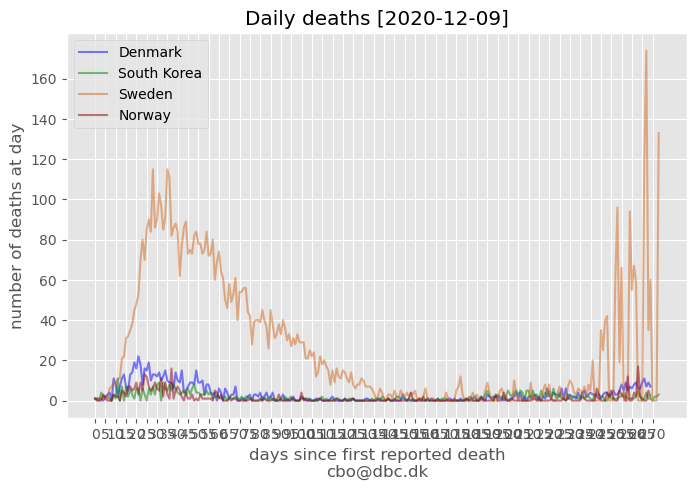 Daily deaths [2020-12-09]
Denmark
South Korea
Sweden
Norway
160
140
120
100
80
60
40
20
0
number of deaths at day
days since first reported death
cbo@dbc.dk